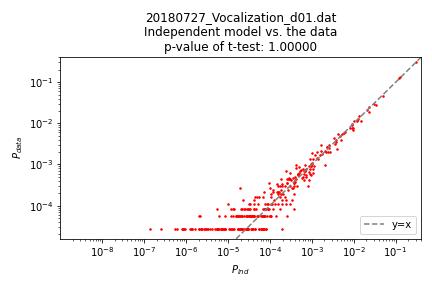 20180727_Vocalization_d01.dat
Independent model vs. the data
p-value of t-test: 1.00000
P_data
10⁻¹
10⁻²
10⁻³
10⁻⁴
y=x
10⁻⁸ 10⁻⁷ 10⁻⁶ 10⁻⁵ 10⁻⁴ 10⁻³ 10⁻² 10⁻¹
P_ind